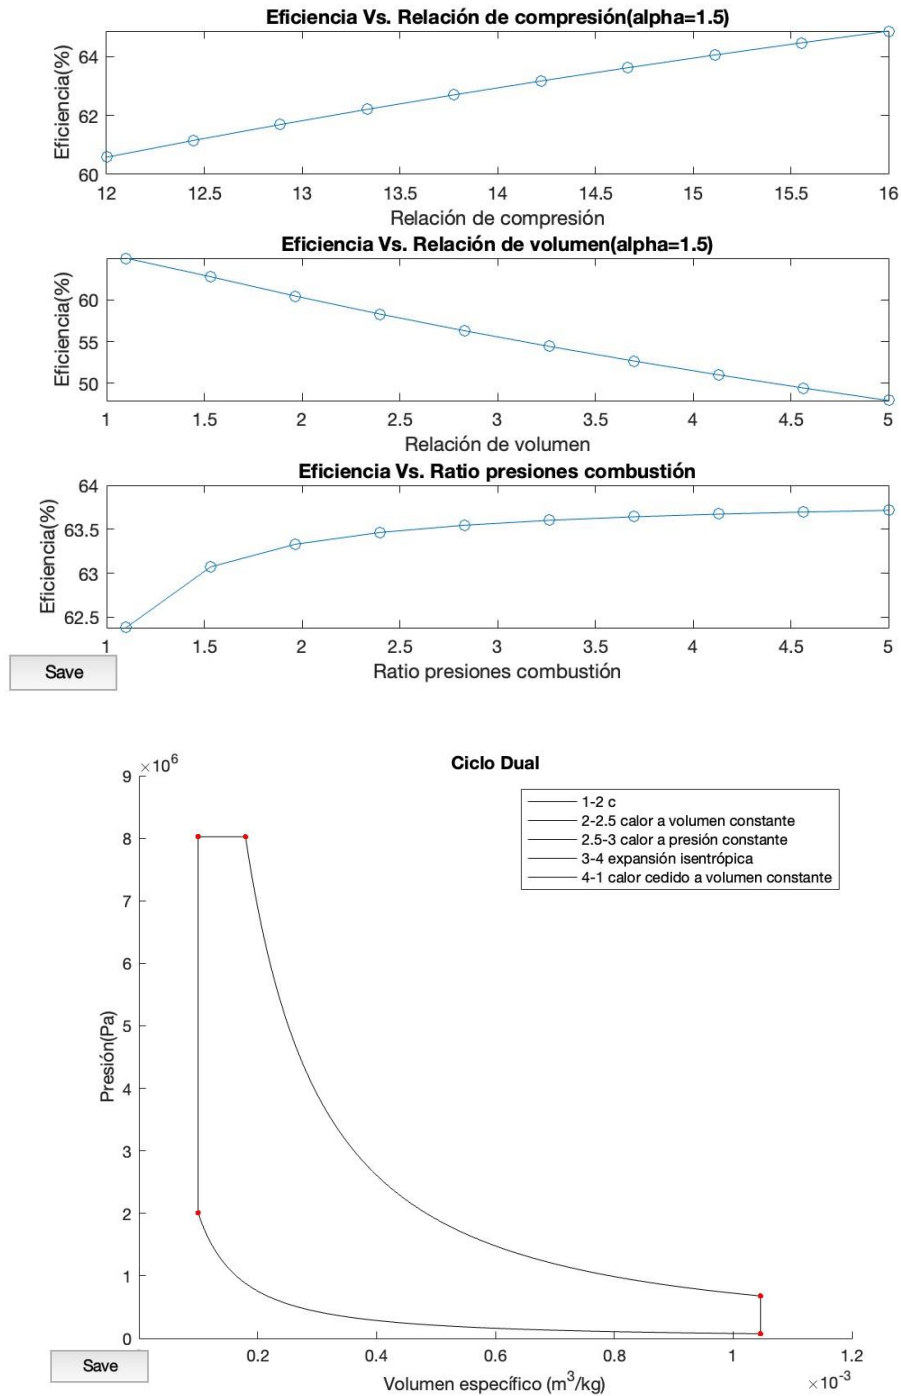 Eficiencia Vs. Relación de compresión(alpha=1.5)
Eficiencia(%)
64
62
60
12 12.5 13 13.5 14 14.5 15 15.5 16
Relación de compresión
Eficiencia Vs. Relación de volumen(alpha=1.5)
Eficiencia(%)
60
55
50
1 1.5 2 2.5 3 3.5 4 4.5 5
Relación de volumen
Eficiencia Vs. Ratio presiones combustión
Eficiencia(%)
64
63.5
63
62.5
1 1.5 2 2.5 3 3.5 4 4.5 5
Ratio presiones combustión
Save
Ciclo Dual
×10^6
9
8
7
6
5
4
3
2
1
0
Presión(Pa)
1-2 c
2-2.5 calor a volumen constante
2.5-3 calor a presión constante
3-4 expansión isentrópica
4-1 calor cedido a volumen constante
0.2 0.4 0.6 0.8 1 1.2
×10^-3
Volumen específico (m^3/kg)
Save